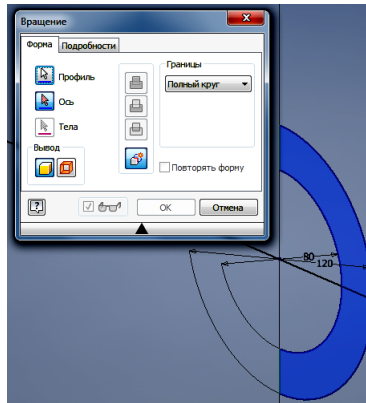 Вращение
Форма
Подробности
Профиль
Ось
Тела
Вывод
Границы
Полный круг
Повторять форму
?
OK
Отмена
80
120